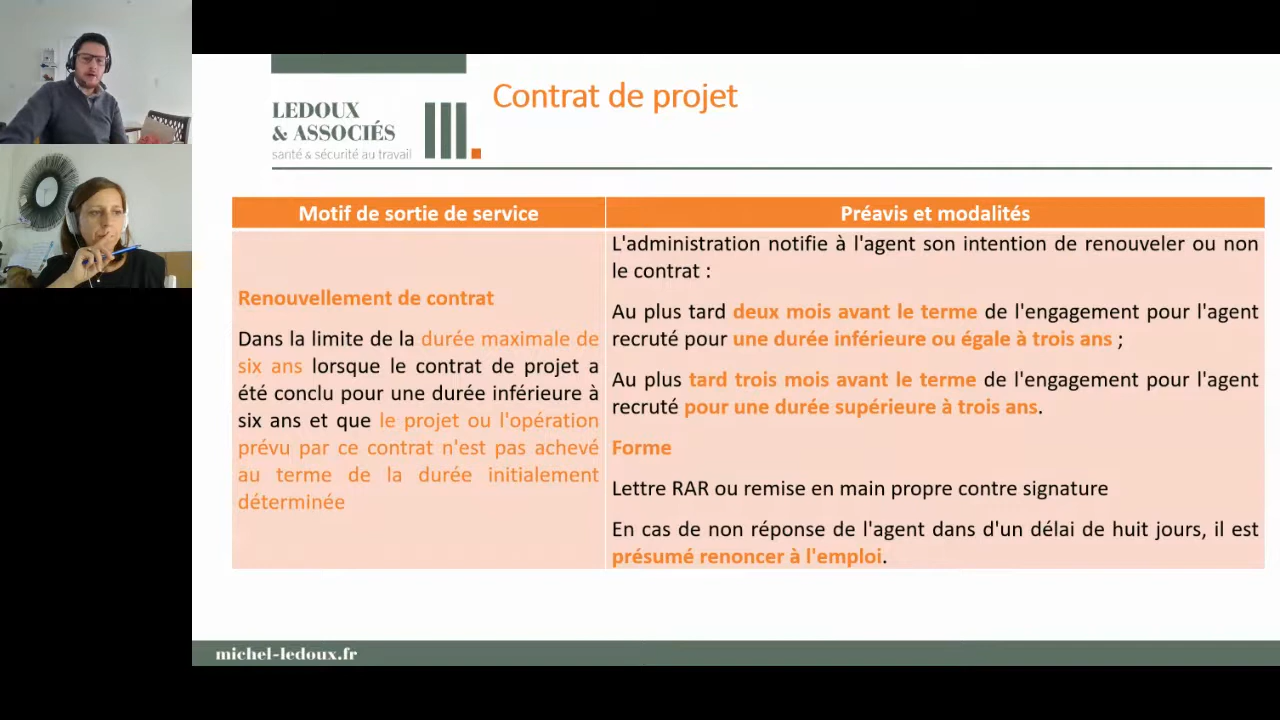 LEDOUX
& ASSOCIÉS
santé & sécurité au travail
Contrat de projet
Motif de sortie de service
Préavis et modalités
Renouvellement de contrat
Dans la limite de la durée maximale de
six ans lorsque le contrat de projet a
été conclu pour une durée inférieure à
six ans et que le projet ou l'opération
prévu par ce contrat n'est pas achevé
au terme de la durée initialement
déterminée
L'administration notifie à l'agent son intention de renouveler ou non
le contrat :
Au plus tard deux mois avant le terme de l'engagement pour l'agent
recruté pour une durée inférieure ou égale à trois ans ;
Au plus tard trois mois avant le terme de l'engagement pour l'agent
recruté pour une durée supérieure à trois ans.
Forme
Lettre RAR ou remise en main propre contre signature
En cas de non réponse de l'agent dans d'un délai de huit jours, il est
présumé renoncer à l'emploi.
michel-ledoux.fr